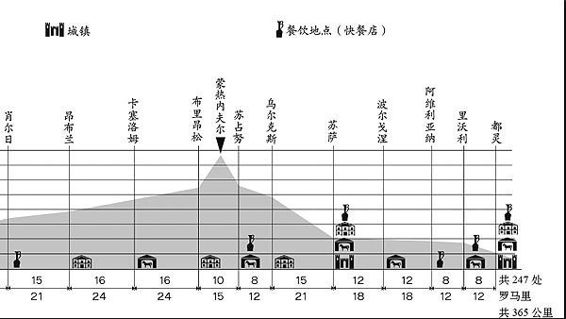 城镇
餐饮地点（快餐店）
肖尔日
昂布兰
卡塞洛姆
布里昂松
蒙热内夫尔
苏占努
乌尔克斯
苏萨
波尔戈涅
阿维利亚纳
里沃利
都灵
15 16 16 10 8 15 12 12 8 8 共 247 处
罗马里
21 24 24 15 12 21 18 18 12 12 共 365 公里